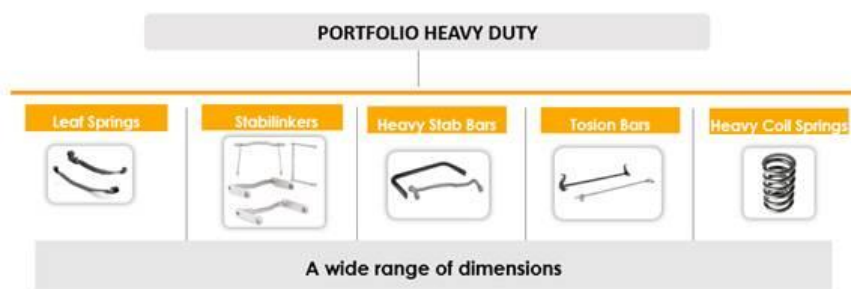 PORTFOLIO HEAVY DUTY
Leaf Springs
Stabilinkers
Heavy Stab Bars
Tosion Bars
Heavy Coil Springs
A wide range of dimensions